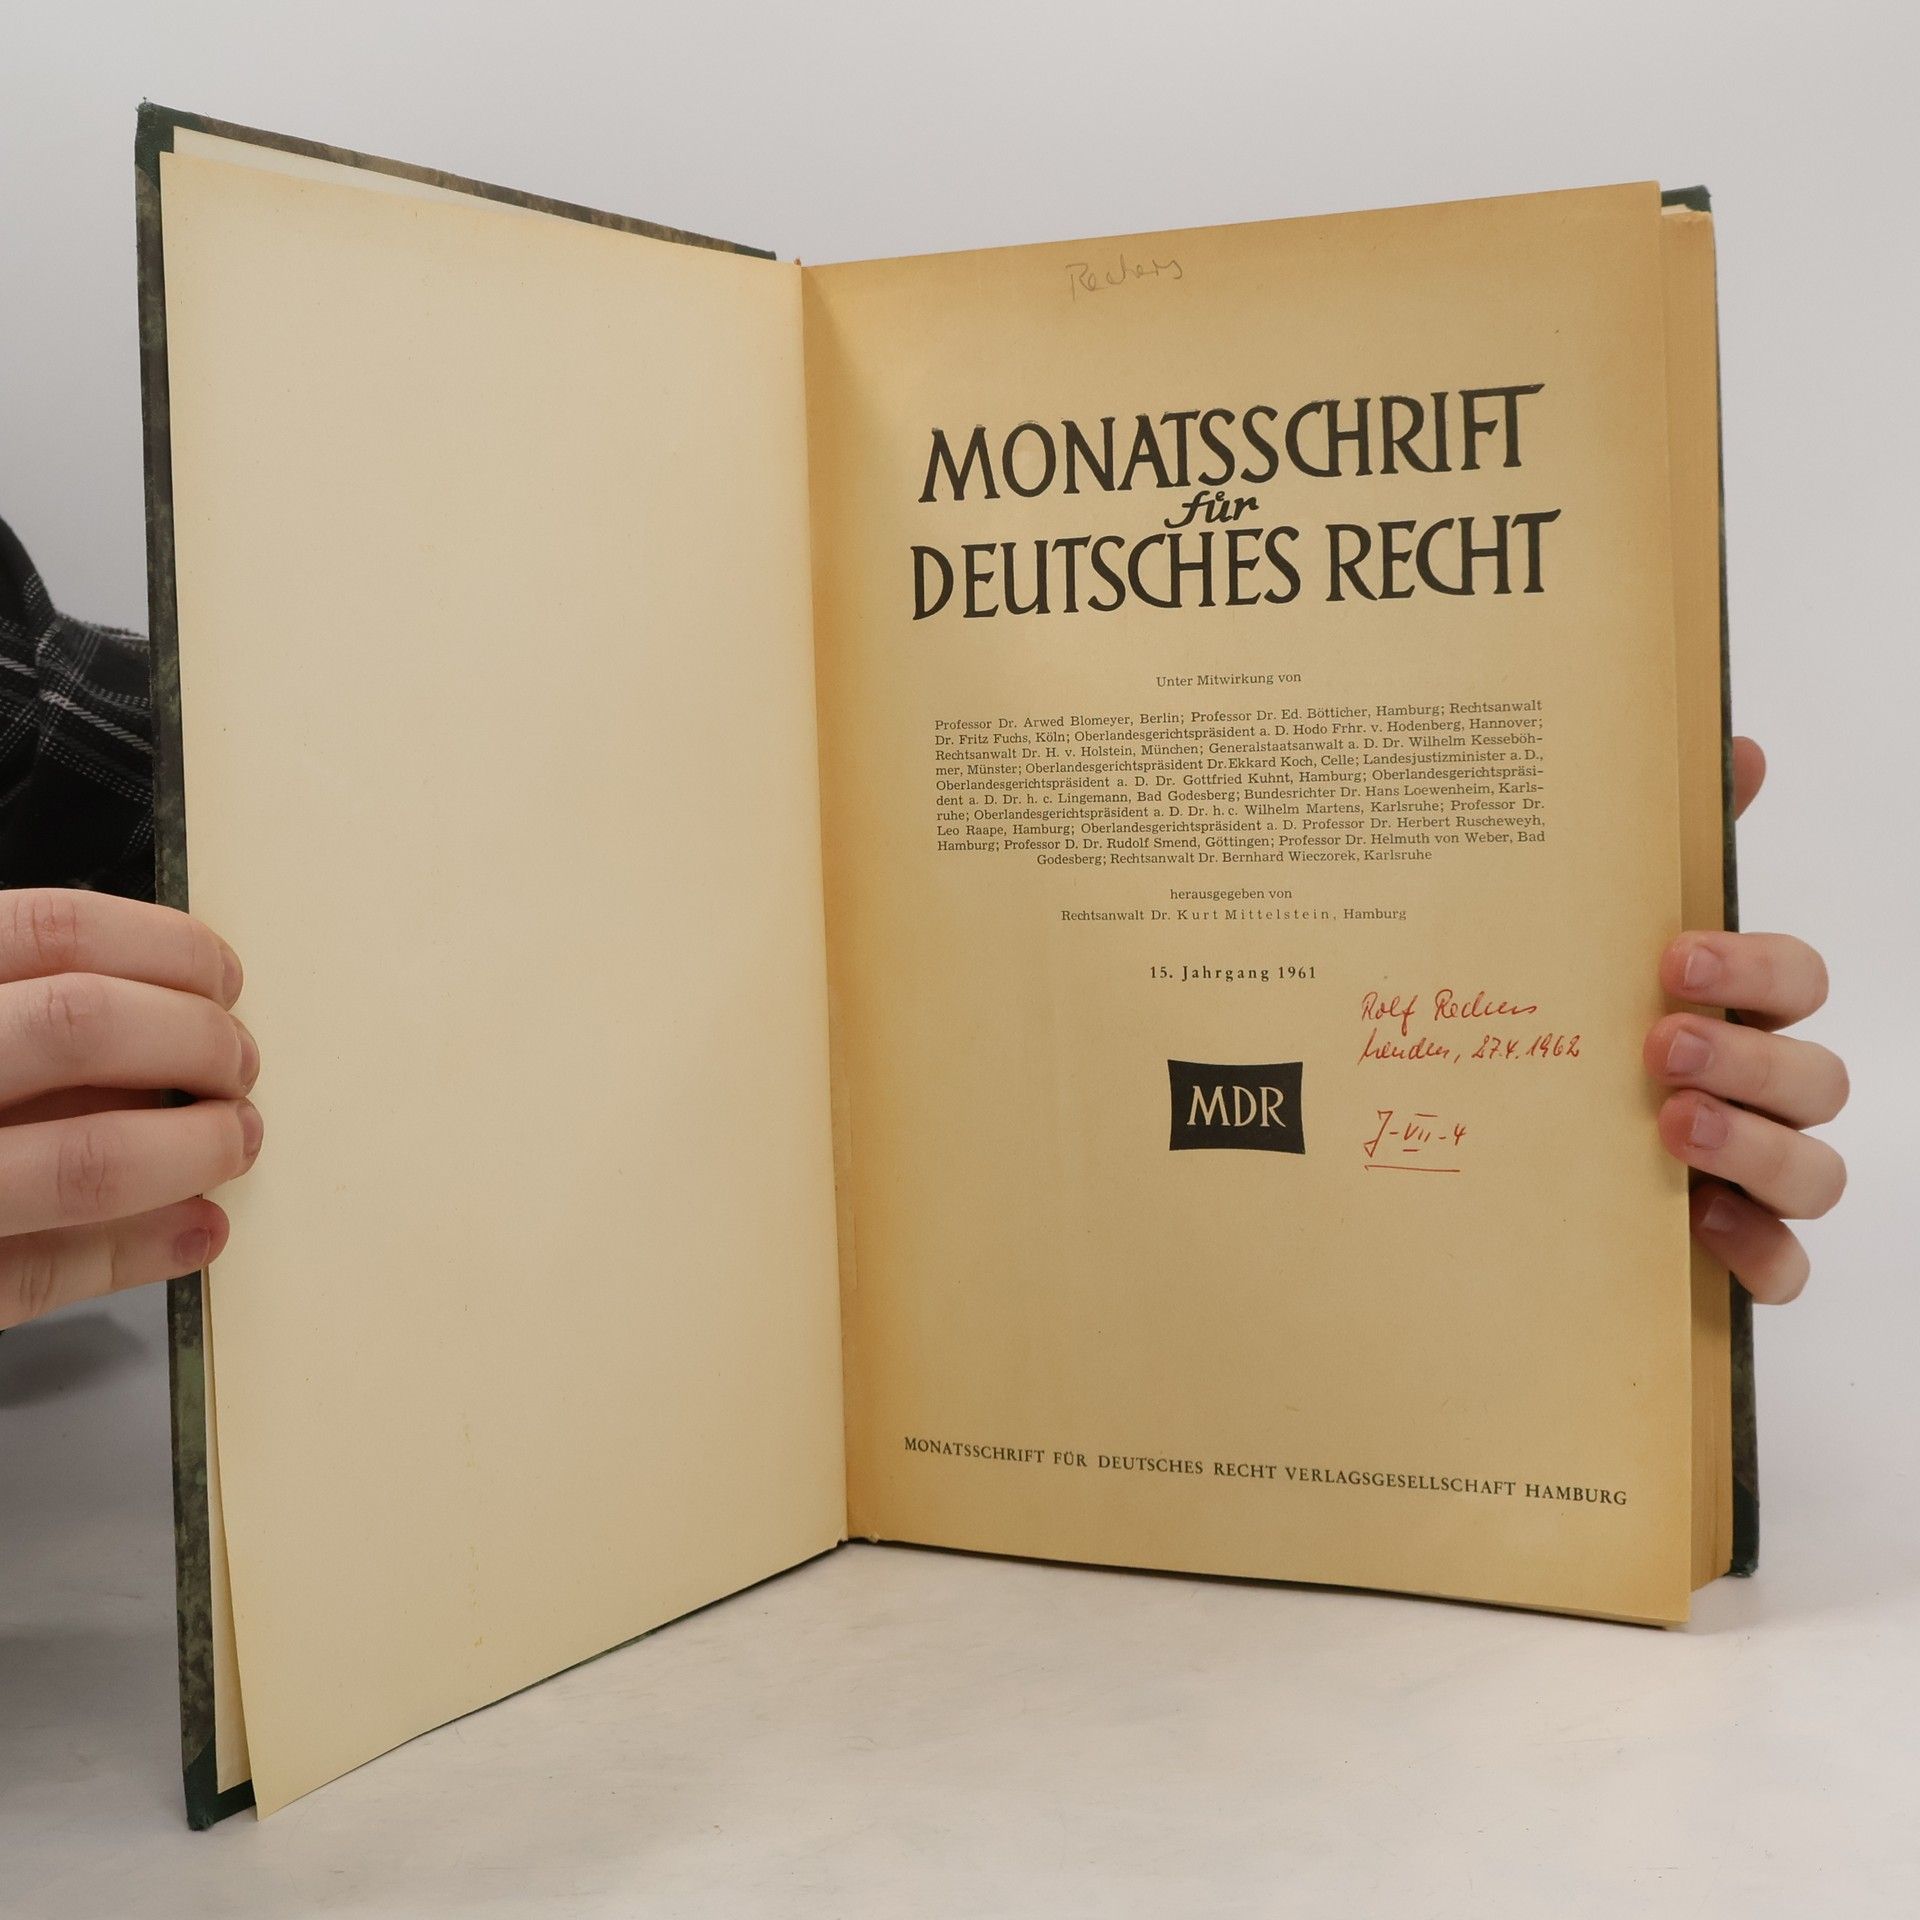 Rechers
MONATSSCHRIFT
für
DEUTSCHES RECHT
Unter Mitwirkung von
Professor Dr. Arwed Blomeyer, Berlin; Professor Dr. Ed. Bötticher, Hamburg; Rechtsanwalt
Dr. Fritz Fuchs, Köln; Oberlandesgerichtspräsident a. D. Hodo Frhr. v. Hodenberg, Hannover;
Rechtsanwalt Dr. H. v. Holstein, München; Generalstaatsanwalt a. D. Dr. Wilhelm Kesseböh-
mer, Münster; Oberlandesgerichtspräsident Dr. Ekkard Koch, Celle; Landesjustizminister a. D.,
Oberlandesgerichtspräsident a. D. Dr. Gottfried Kuhnt, Hamburg; Oberlandesgerichtspräsi-
dent a. D. Dr. h. c. Lingemann, Bad Godesberg; Bundesrichter Dr. Hans Loewenheim, Karls-
ruhe; Oberlandesgerichtspräsident a. D. Dr. h. c. Wilhelm Martens, Karlsruhe; Professor Dr.
Leo Raape, Hamburg; Oberlandesgerichtspräsident a. D. Professor Dr. Herbert Ruscheweyh,
Hamburg; Professor D. Dr. Rudolf Smend, Göttingen; Professor Dr. Helmuth von Weber, Bad
Godesberg; Rechtsanwalt Dr. Bernhard Wieczorek, Karlsruhe
herausgegeben von
Rechtsanwalt Dr. Kurt Mittelstein, Hamburg
15. Jahrgang 1961
Rolf Rechers
27.4.1962
MDR
J-VII-4
MONATSSCHRIFT FÜR DEUTSCHES RECHT VERLAGSGESELLSCHAFT HAMBURG